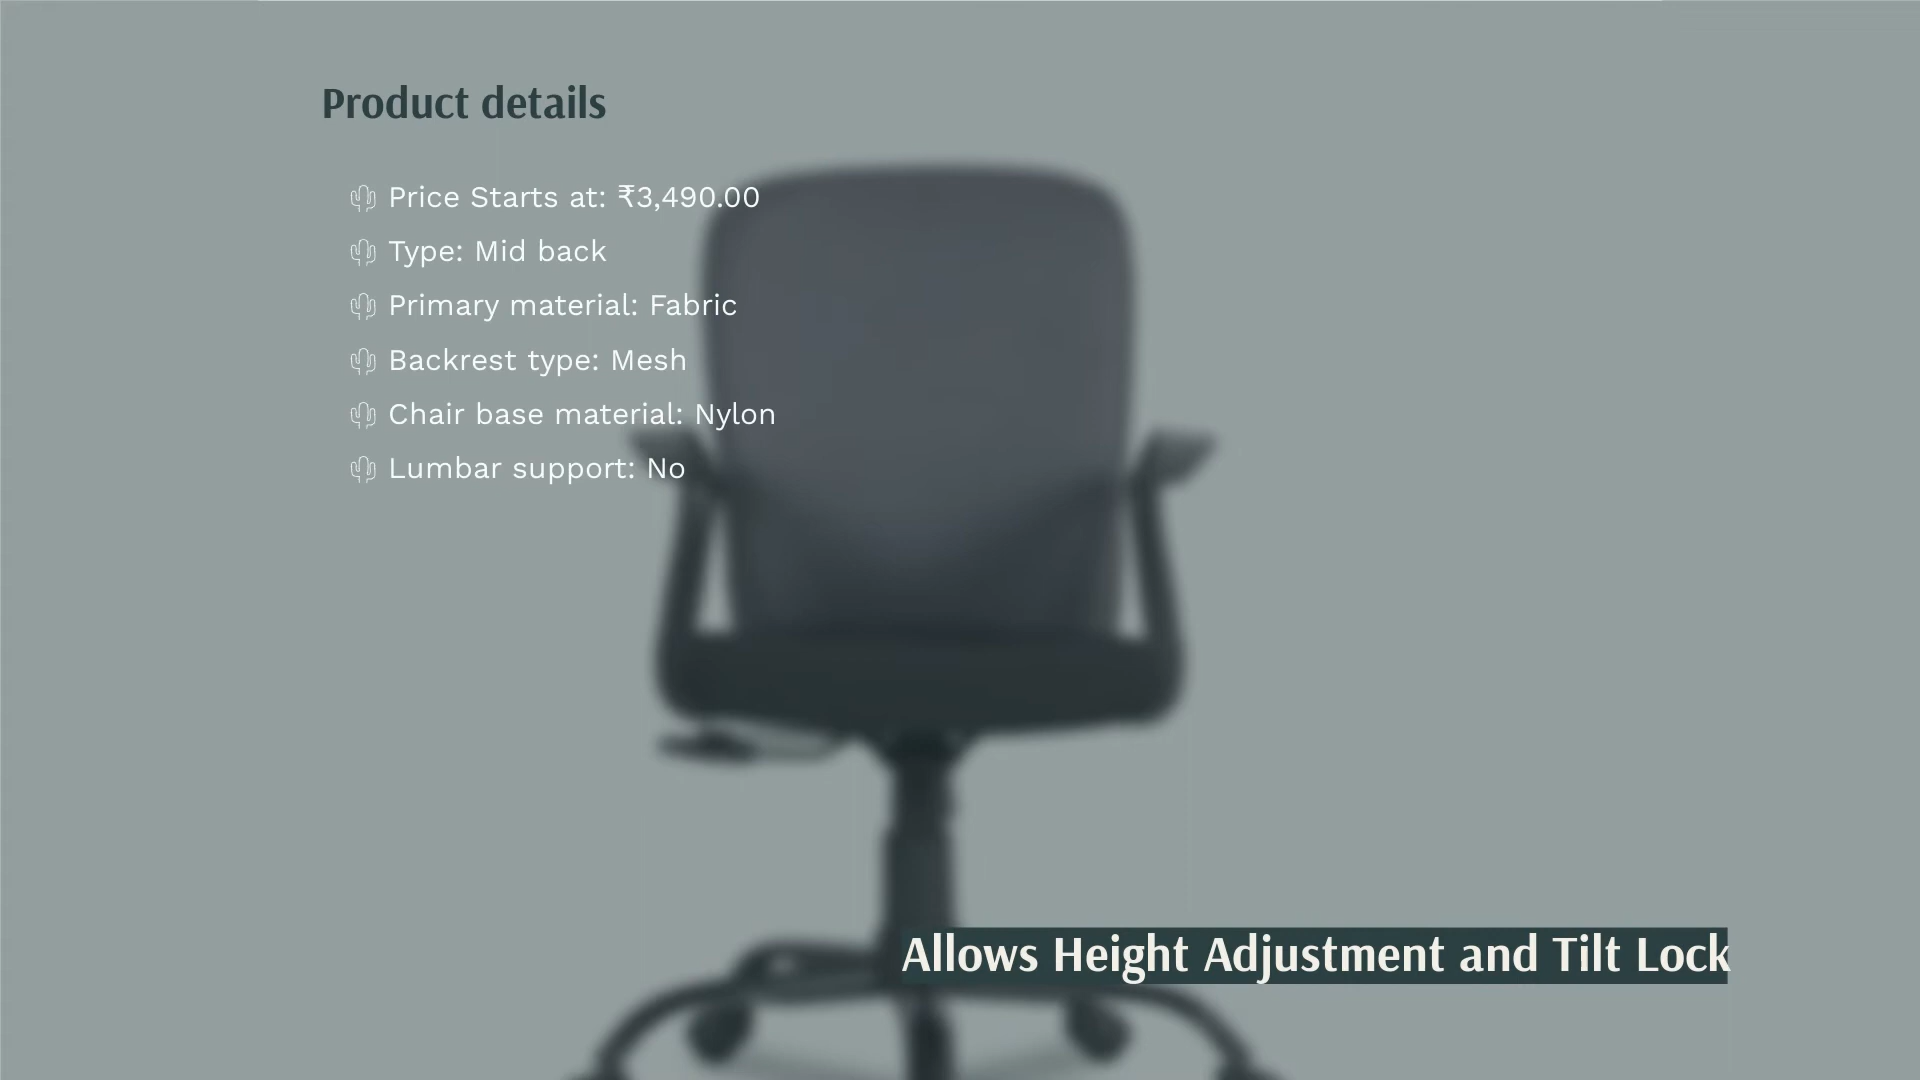 Product details
Price Starts at: ₹3,490.00
Type: Mid back
Primary material: Fabric
Backrest type: Mesh
Chair base material: Nylon
Lumbar support: No
Allows Height Adjustment and Tilt Lock